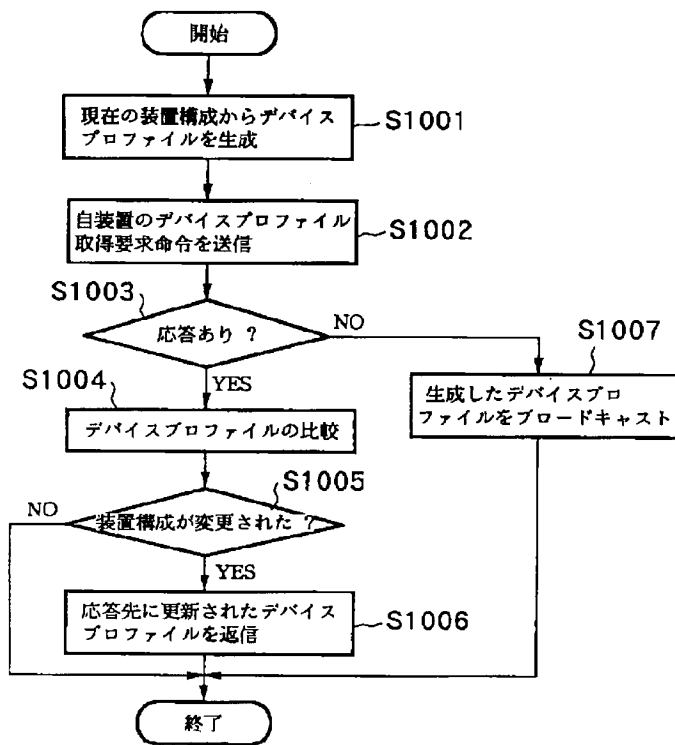 開始
現在の装置構成からデバイス
プロファイルを生成
S1001
自装置のデバイスプロファイル
取得要求命令を送信
S1002
S1003
応答あり ?
NO
YES
S1007
生成したデバイスプロ
ファイルをブロードキャスト
S1004
デバイスプロファイルの比較
S1005
NO
装置構成が変更された ?
YES
応答先に更新されたデバイス
プロファイルを返信
S1006
終了